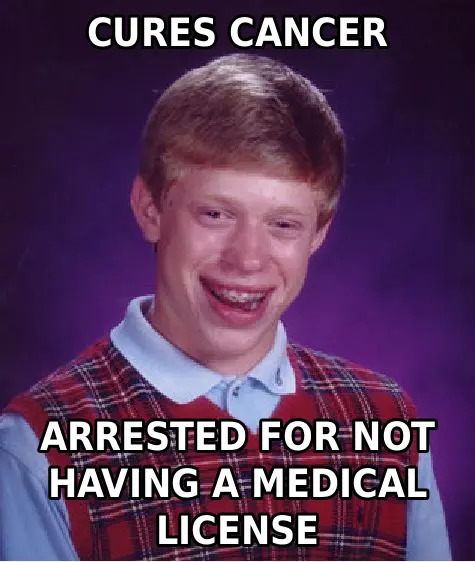 CURES CANCER
ARRESTED FOR NOT
HAVING A MEDICAL
LICENSE